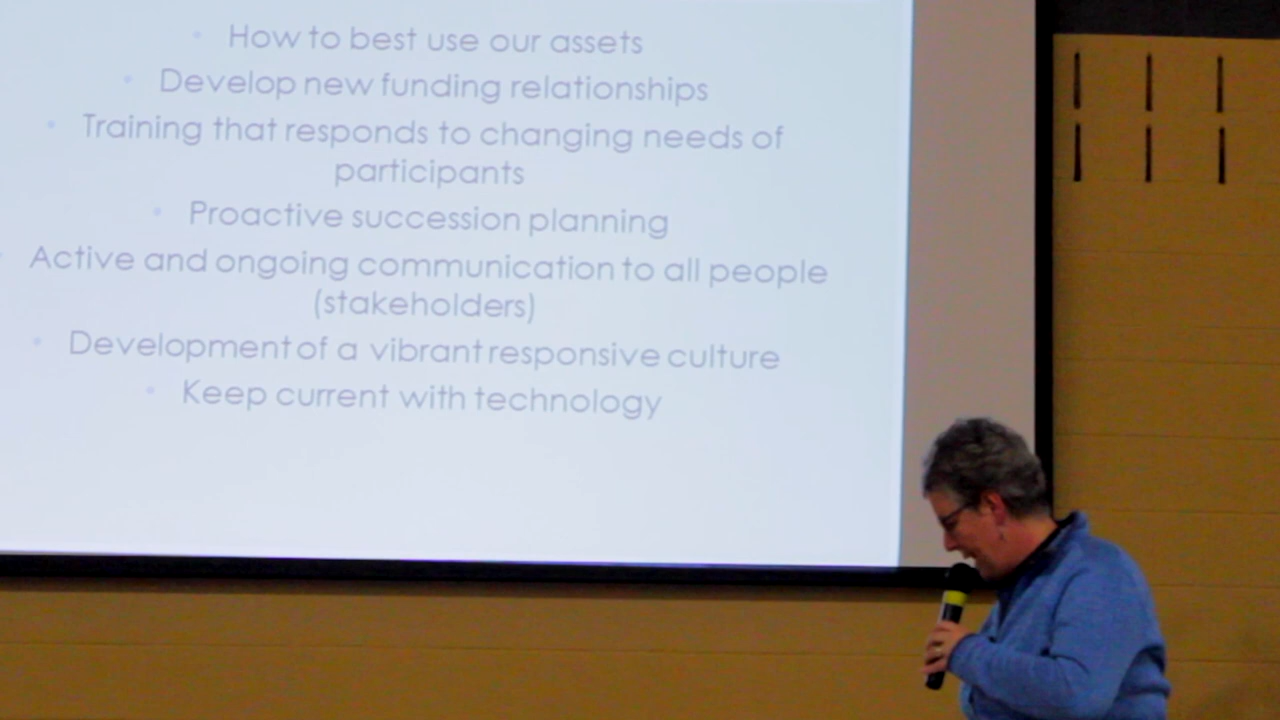 How to best use our assets
Develop new funding relationships
Training that responds to changing needs of
participants
Proactive succession planning
Active and ongoing communication to all people
(stakeholders)
Development of a vibrant responsive culture
Keep current with technology